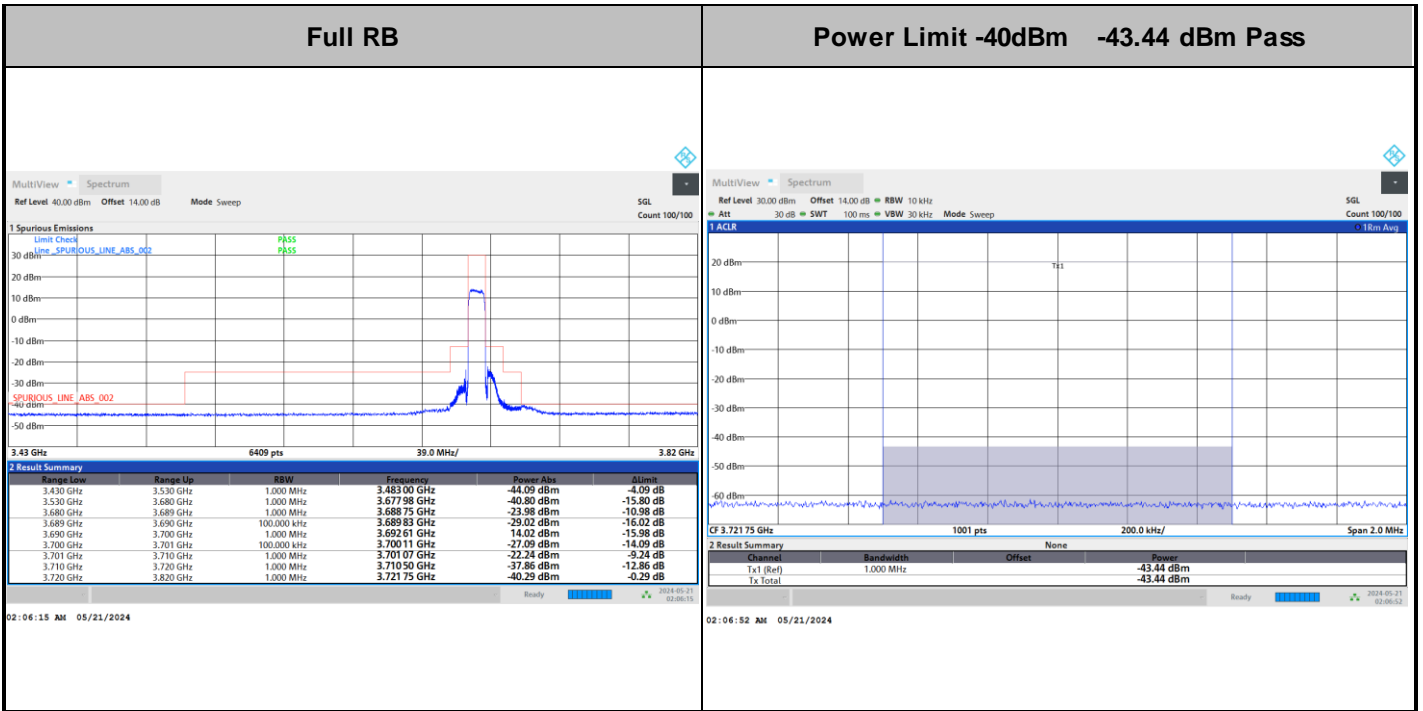 Full RB
Power Limit -40dBm -43.44 dBm Pass
MultiView Spectrum
Ref Level 40.00 dBm Offset 14.00 dB Mode Sweep SGL
Count 100/100
1 Spurious Emissions
Limit Check PASS
Line _SPURIOUS_LINE_ABS_002 PASS
30 dBm
20 dBm
10 dBm
0 dBm
-10 dBm
-20 dBm
-30 dBm
SPURIOUS_LINE_ABS_002
-40 dBm
-50 dBm
3.43 GHz 6409 pts 39.0 MHz/ 3.82 GHz
2 Result Summary
Range Low Range Up RBW Frequency Power Abs ΔLimit
3.430 GHz 3.530 GHz 1.000 MHz 3.483 00 GHz -44.09 dBm -4.09 dB
3.530 GHz 3.680 GHz 1.000 MHz 3.677 98 GHz -40.80 dBm -15.80 dB
3.680 GHz 3.689 GHz 1.000 MHz 3.688 75 GHz -23.98 dBm -10.98 dB
3.689 GHz 3.690 GHz 100.000 kHz 3.689 83 GHz -29.02 dBm -16.02 dB
3.690 GHz 3.700 GHz 1.000 MHz 3.692 61 GHz 14.02 dBm -15.98 dB
3.700 GHz 3.701 GHz 100.000 kHz 3.700 11 GHz -27.09 dBm -14.09 dB
3.701 GHz 3.710 GHz 1.000 MHz 3.701 07 GHz -22.24 dBm -9.24 dB
3.710 GHz 3.720 GHz 1.000 MHz 3.710 50 GHz -37.86 dBm -12.86 dB
3.720 GHz 3.820 GHz 1.000 MHz 3.721 75 GHz -40.29 dBm -0.29 dB
Ready 2024-05-21
02:06:15
02:06:15 AM 05/21/2024
MultiView Spectrum
Ref Level 30.00 dBm Offset 14.00 dB RBW 10 kHz SGL
Att 30 dB SWT 100 ms VBW 30 kHz Mode Sweep Count 100/100
1 ACLR 1Rm Avg
Tx1
20 dBm
10 dBm
0 dBm
-10 dBm
-20 dBm
-30 dBm
-40 dBm
-50 dBm
-60 dBm
CF 3.721 75 GHz 1001 pts 200.0 kHz/ Span 2.0 MHz
2 Result Summary None
Channel Bandwidth Offset Power
Tx1 (Ref) 1.000 MHz -43.44 dBm
Tx Total -43.44 dBm
Ready 2024-05-21
02:06:52
02:06:52 AM 05/21/2024